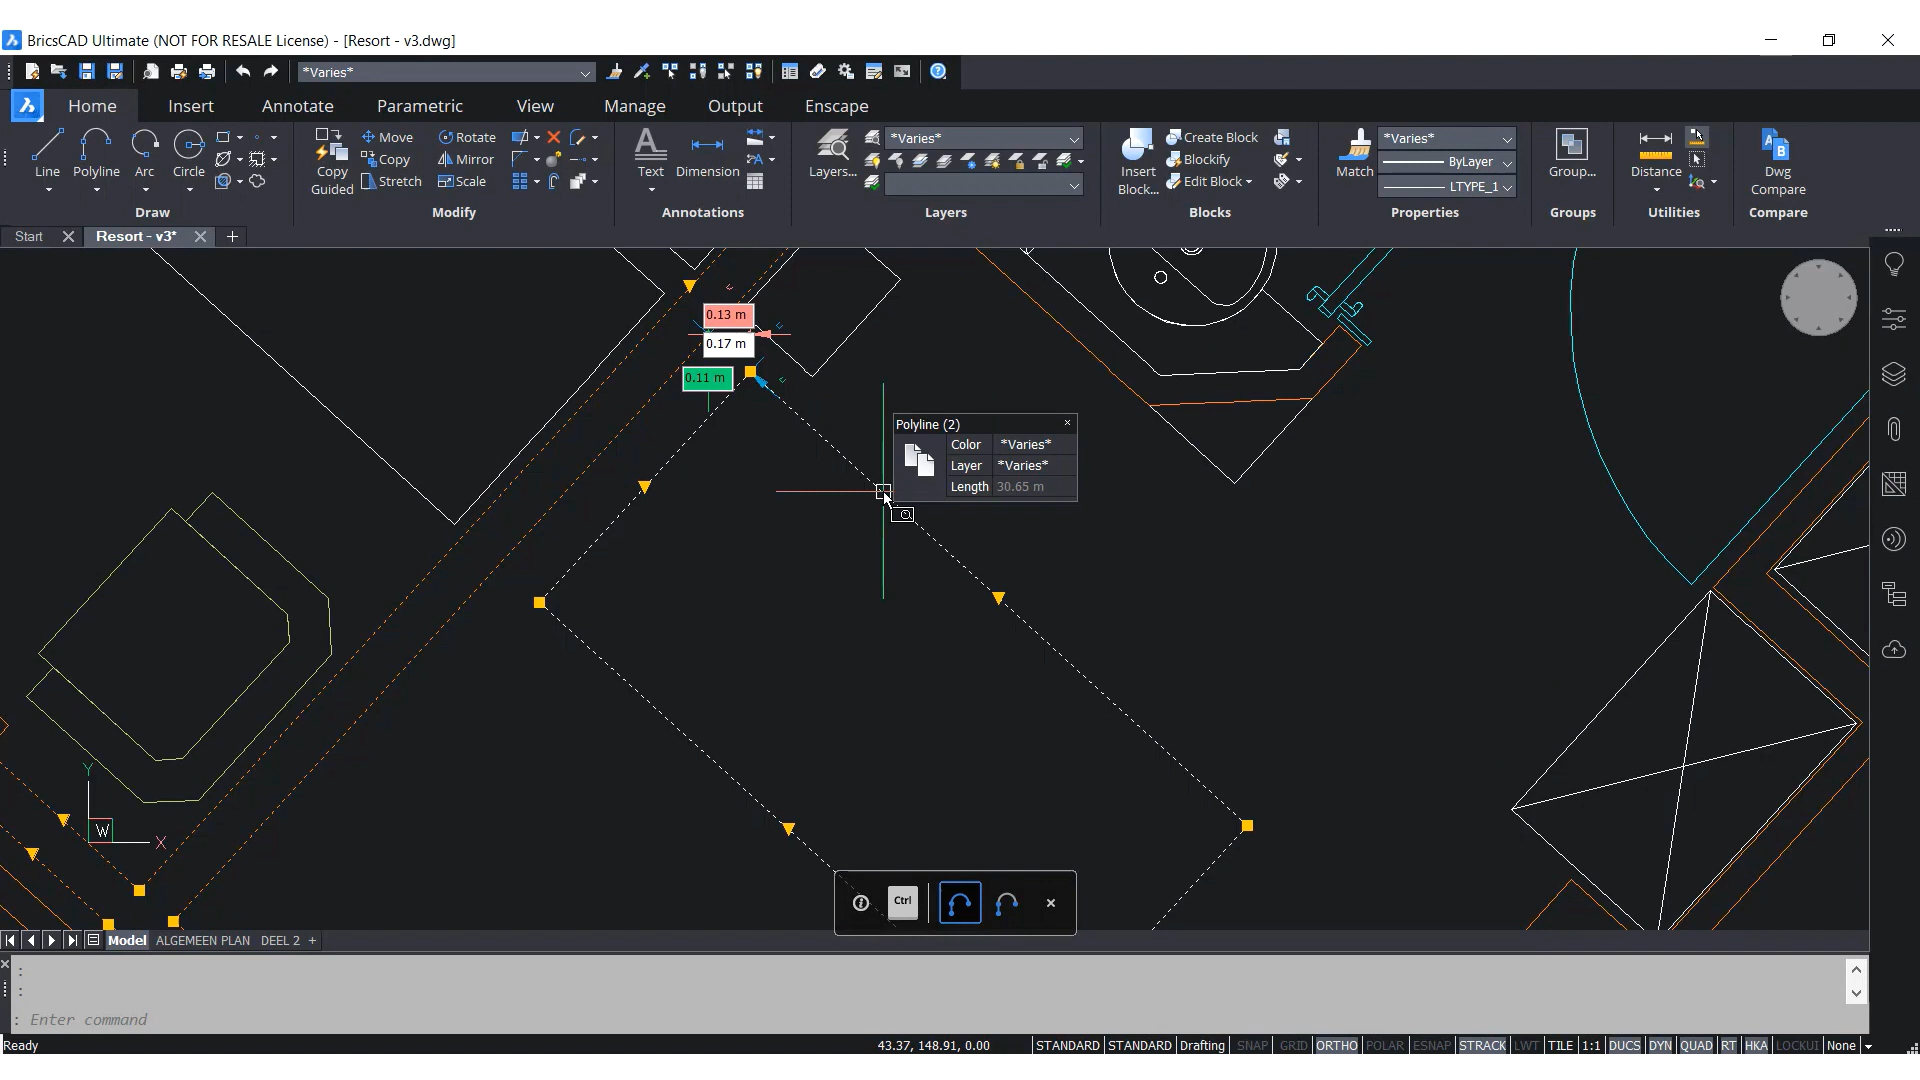 BricsCAD Ultimate (NOT FOR RESALE License) - [Resort - v3.dwg]
*Varies*
Home Insert Annotate Parametric View Manage Output Enscape
Line Polyline Arc Circle
Draw
Copy Guided
Move Rotate
Copy Mirror
Stretch Scale
Modify
Text Dimension
Annotations
Layers...
*Varies*
Layers
Insert Block...
Create Block
Blockify
Edit Block
Blocks
Match
*Varies*
ByLayer
LTYPE_1
Properties
Group...
Groups
Distance
Utilities
Dwg Compare
Compare
Start Resort - v3* +
0.13 m
0.17 m
0.11 m
Polyline (2)
Color *Varies*
Layer *Varies*
Length 30.65 m
Y
W X
Ctrl
Model ALGEMEEN PLAN DEEL 2 +
:
:
: Enter command
Ready 43.37, 148.91, 0.00 STANDARD STANDARD Drafting SNAP GRID ORTHO POLAR ESNAP STRACK LWT TILE 1:1 DUCS DYN QUAD RT HKA LOCKUI None